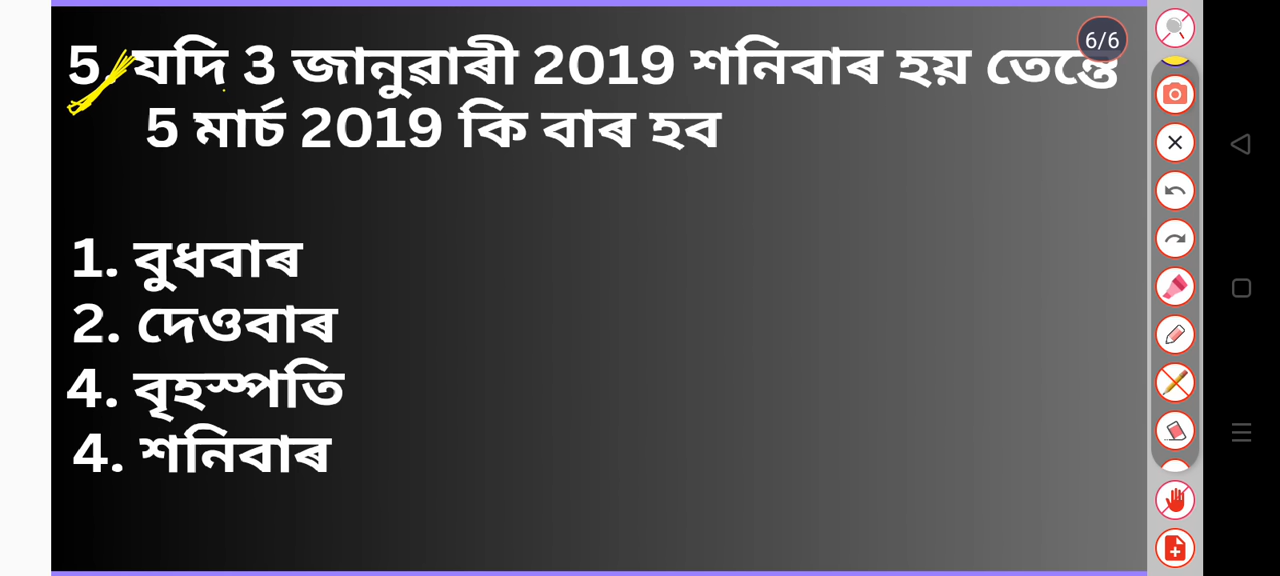 6/6
5 যদি 3 জানুৱাৰী 2019 শনিবাৰ হয় তেন্তে
5 মাৰ্চ 2019 কি বাৰ হব
1. বুধবাৰ
2. দেওবাৰ
4. বৃহস্পতি
4. শনিবাৰ